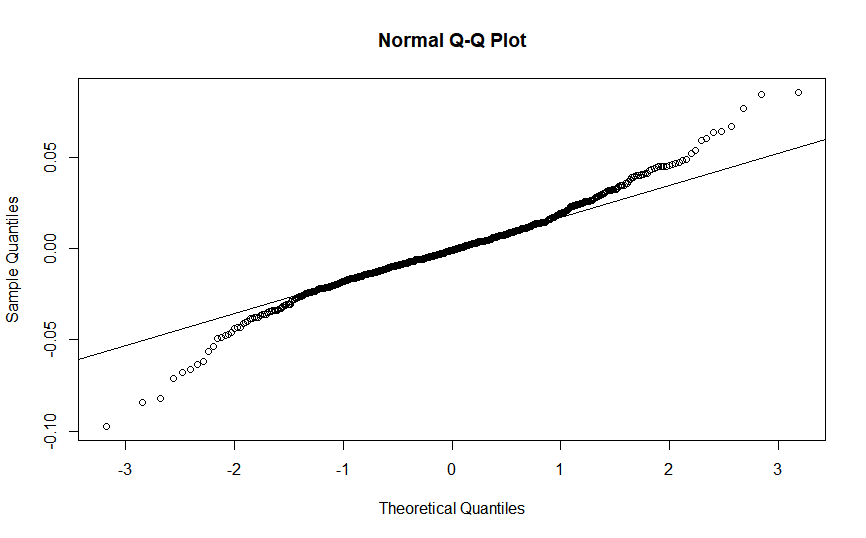 Normal Q-Q Plot
Sample Quantiles
0.05
0.00
-0.05
-0.10
-3 -2 -1 0 1 2 3
Theoretical Quantiles